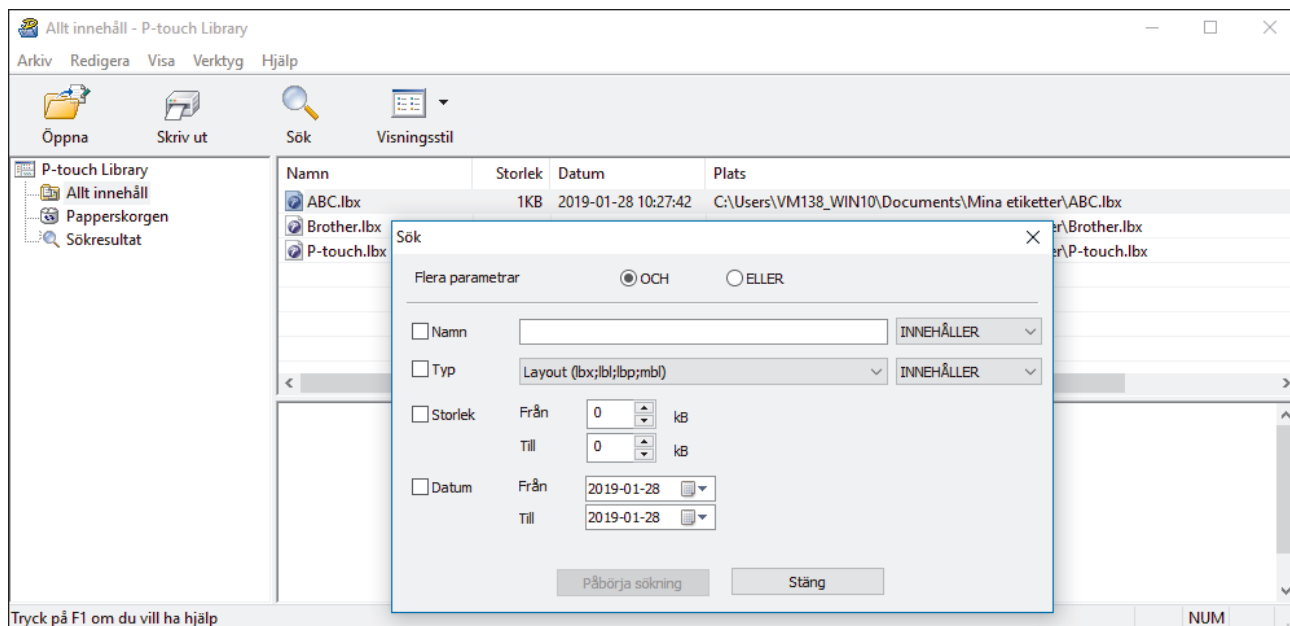 Allt innehåll - P-touch Library
Arkiv Redigera Visa Verktyg Hjälp
Öppna Skriv ut Sök Visningsstil
P-touch Library
Allt innehåll
Papperskorgen
Sökresultat
Namn Storlek Datum Plats
ABC.lbx 1KB 2019-01-28 10:27:42 C:\Users\VM138_WIN10\Documents\Mina etiketter\ABC.lbx
Brother.lbx er\Brother.lbx
P-touch.lbx er\P-touch.lbx
Sök
Flera parametrar OCH ELLER
Namn INNEHÅLLER
Typ Layout (lbx;lbl;lbp;mbl) INNEHÅLLER
Storlek Från 0 kB
Till 0 kB
Datum Från 2019-01-28
Till 2019-01-28
Påbörja sökning Stäng
Tryck på F1 om du vill ha hjälp NUM